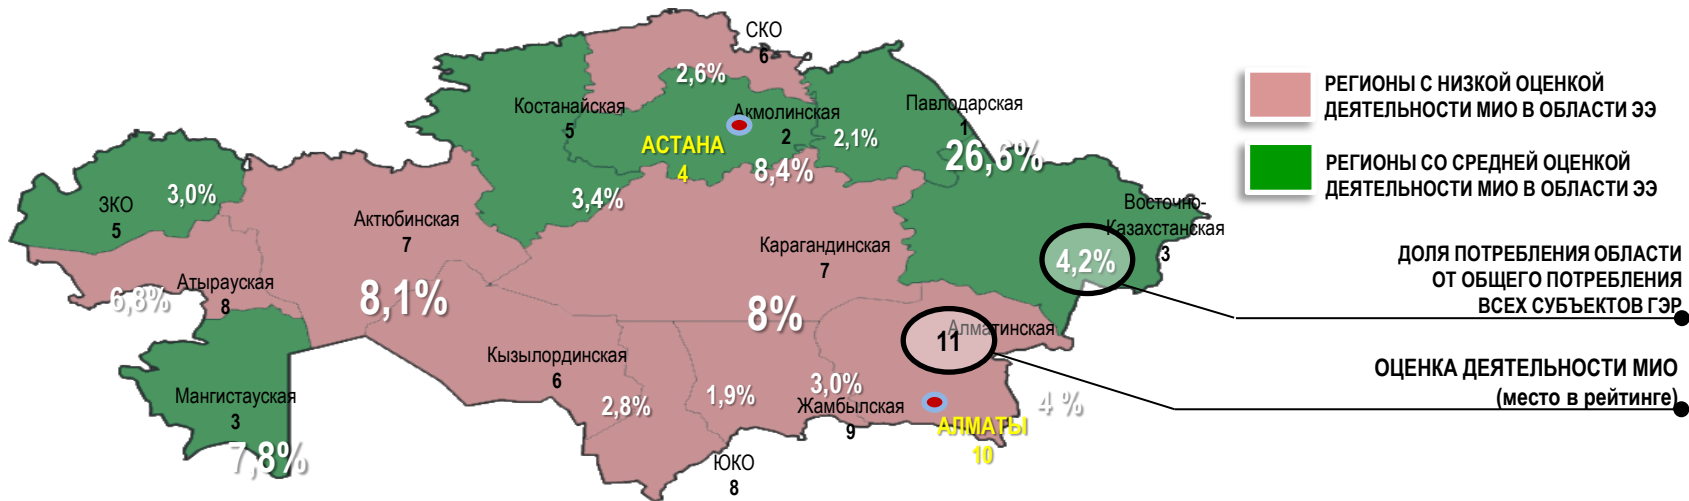 СКО
6
2,6%
Костанайская
5
Акмолинская
2
АСТАНА
4
8,4%
Павлодарская
1
2,1%
26,6%
3,4%
ЗКО
5
3,0%
Актюбинская
7
8,1%
Карагандинская
7
8%
Восточно-
Казахстанская
3
4,2%
Атырауская
8
6,8%
Мангистауская
3
7,8%
Кызылординская
6
2,8%
1,9%
ЮКО
8
3,0%
Жамбылская
9
Алматинская
11
4 %
АЛМАТЫ
10
РЕГИОНЫ С НИЗКОЙ ОЦЕНКОЙ
ДЕЯТЕЛЬНОСТИ МИО В ОБЛАСТИ ЭЭ
РЕГИОНЫ СО СРЕДНЕЙ ОЦЕНКОЙ
ДЕЯТЕЛЬНОСТИ МИО В ОБЛАСТИ ЭЭ
ДОЛЯ ПОТРЕБЛЕНИЯ ОБЛАСТИ
ОТ ОБЩЕГО ПОТРЕБЛЕНИЯ
ВСЕХ СУБЪЕКТОВ ГЭР
ОЦЕНКА ДЕЯТЕЛЬНОСТИ МИО
(место в рейтинге)